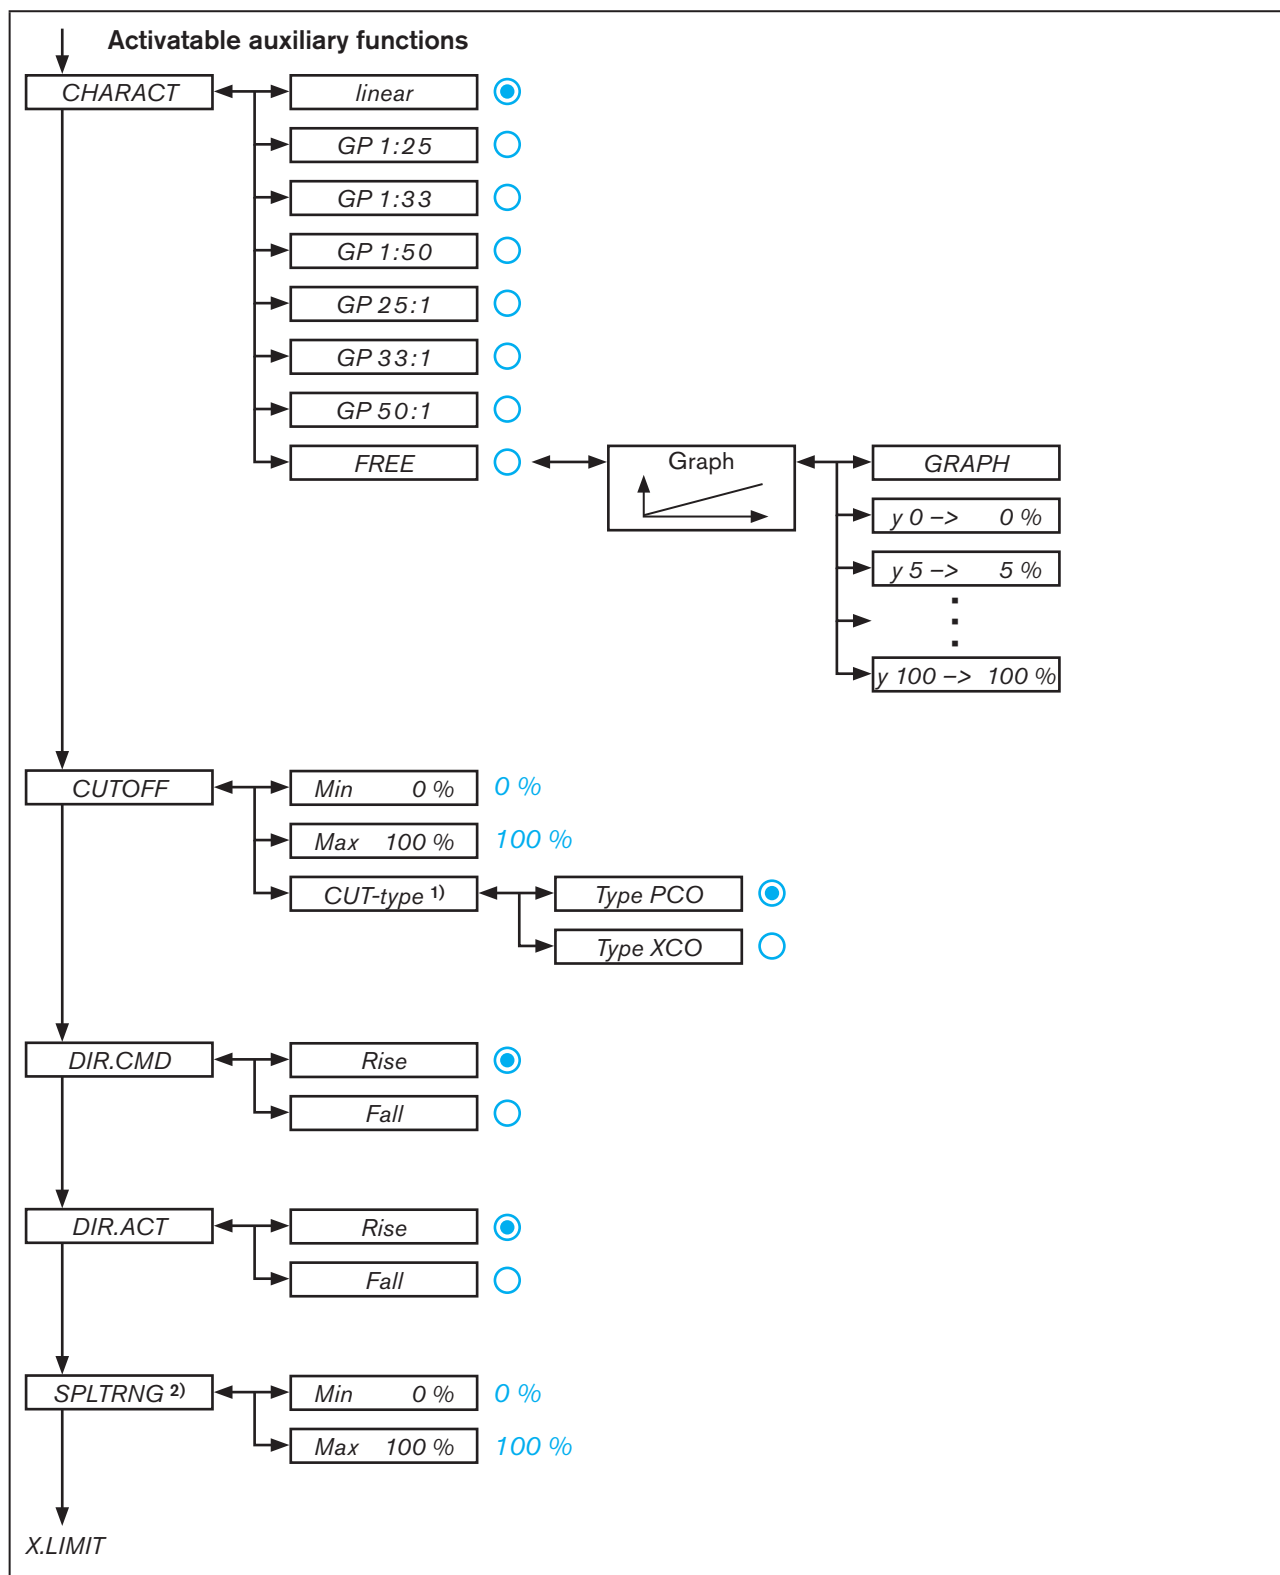 Activatable auxiliary functions
CHARACT
linear
GP 1:25
GP 1:33
GP 1:50
GP 25:1
GP 33:1
GP 50:1
FREE
Graph
GRAPH
y 0 –> 0 %
y 5 –> 5 %
y 100 –> 100 %
CUTOFF
Min 0 % 0 %
Max 100 % 100 %
CUT-type 1)
Type PCO
Type XCO
DIR.CMD
Rise
Fall
DIR.ACT
Rise
Fall
SPLTRNG 2)
Min 0 % 0 %
Max 100 % 100 %
X.LIMIT